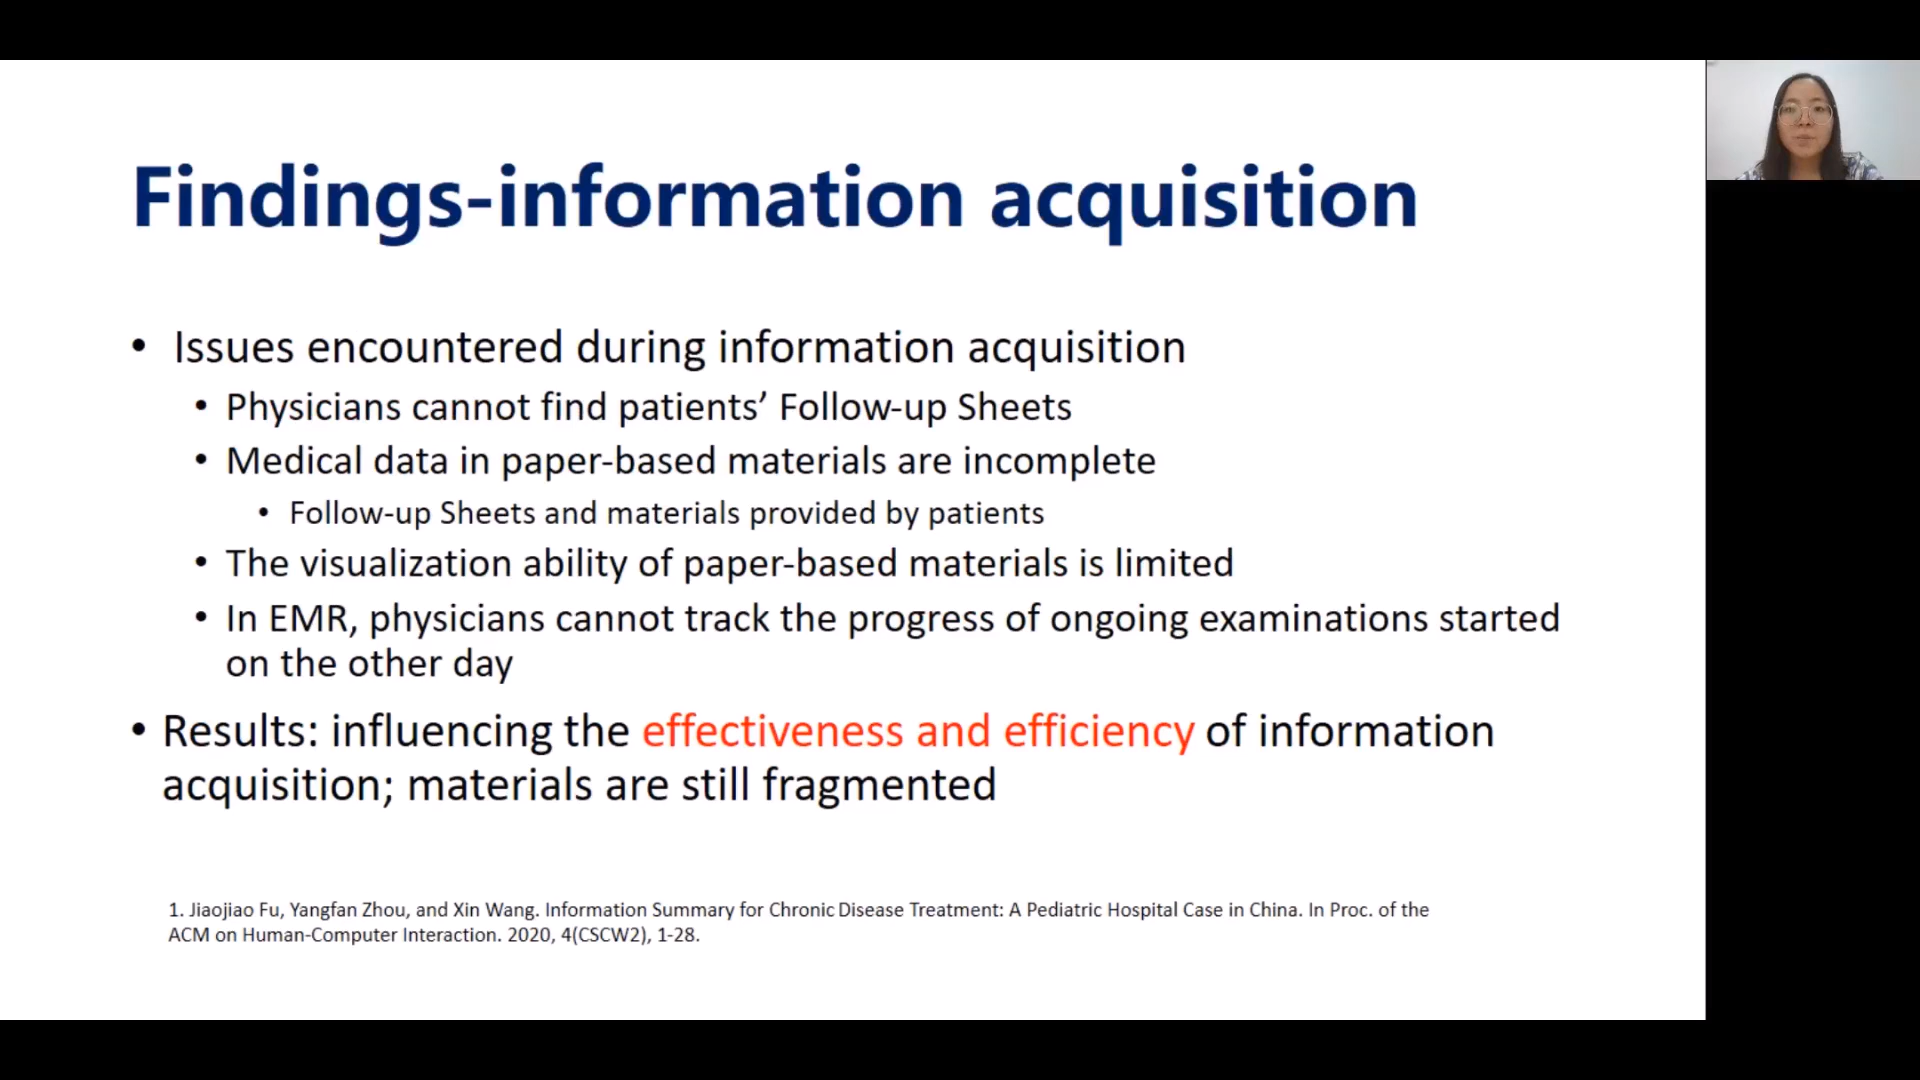 Findings-information acquisition
• Issues encountered during information acquisition
• Physicians cannot find patients’ Follow-up Sheets
• Medical data in paper-based materials are incomplete
• Follow-up Sheets and materials provided by patients
• The visualization ability of paper-based materials is limited
• In EMR, physicians cannot track the progress of ongoing examinations started
on the other day
• Results: influencing the effectiveness and efficiency of information
acquisition; materials are still fragmented
1. Jiaojiao Fu, Yangfan Zhou, and Xin Wang. Information Summary for Chronic Disease Treatment: A Pediatric Hospital Case in China. In Proc. of the
ACM on Human-Computer Interaction. 2020, 4(CSCW2), 1-28.